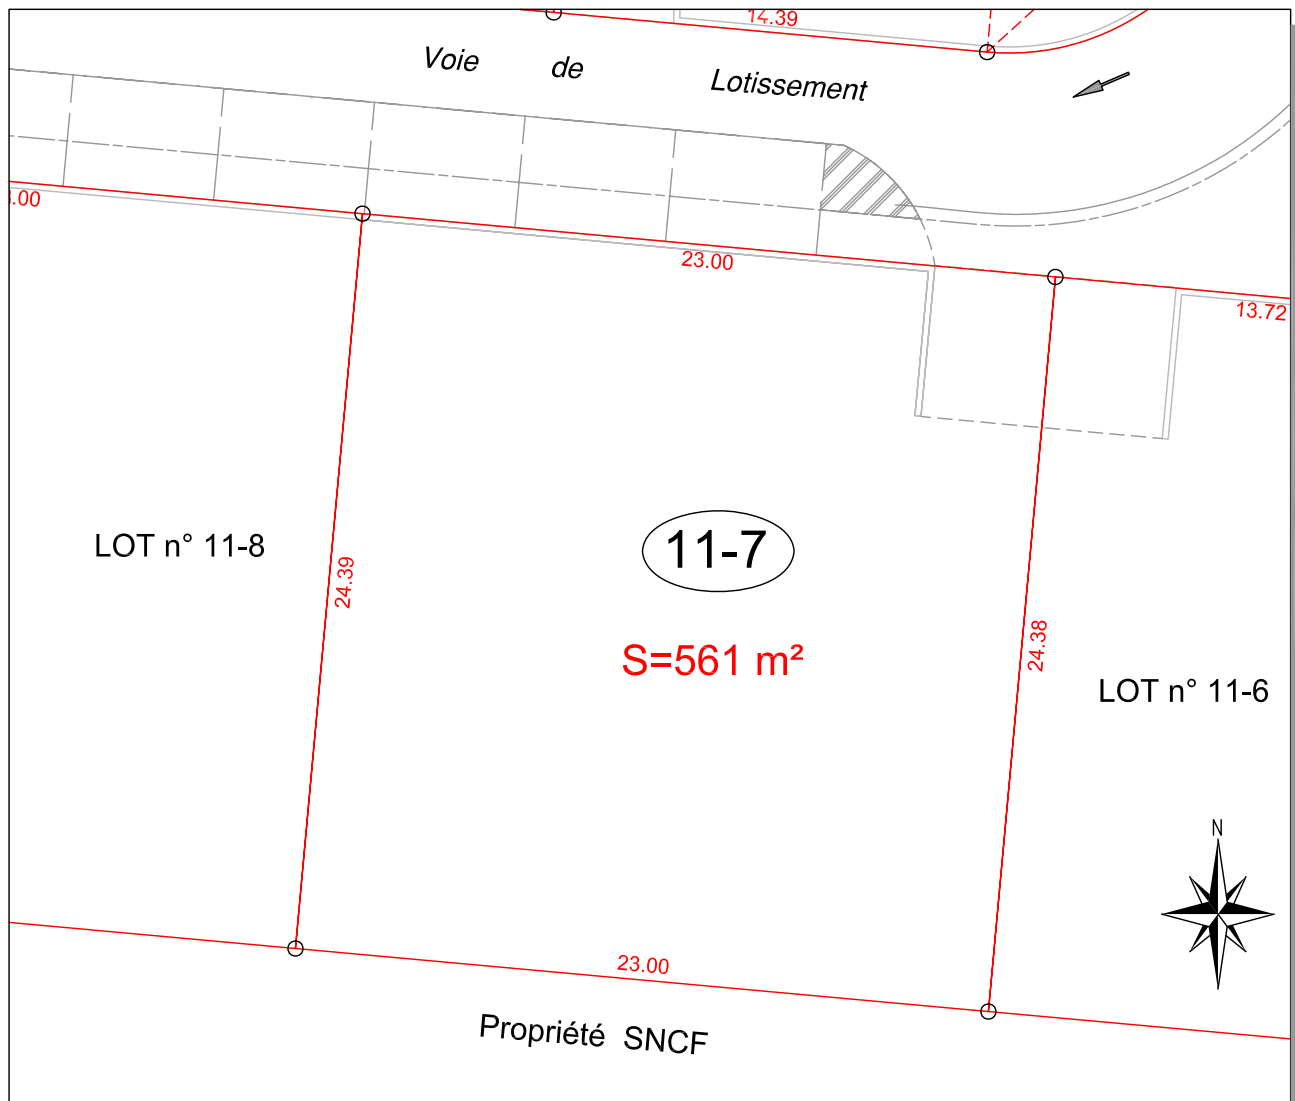 14.39
Voie de Lotissement
.00
23.00
13.72
LOT n° 11-8
24.39
11-7
24.38
S=561 m²
LOT n° 11-6
N
23.00
Propriété SNCF